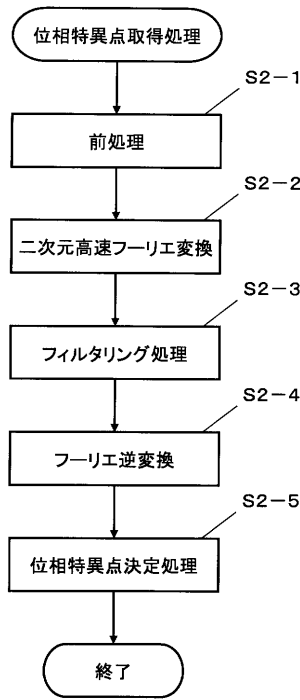 位相特異点取得処理
S2-1
前処理
S2-2
二次元高速フーリエ変換
S2-3
フィルタリング処理
S2-4
フーリエ逆変換
S2-5
位相特異点決定処理
終了